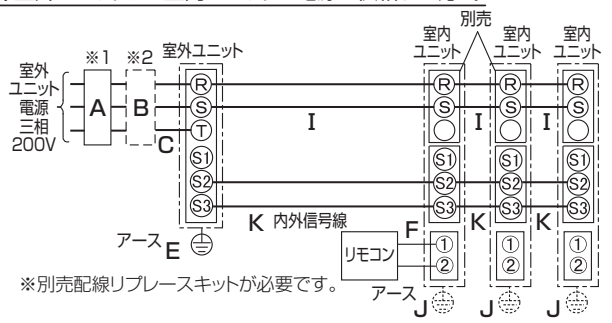 別売
※1 ※2 室外ユニット 室内ユニット 室内ユニット 室内ユニット
室外
ユニット
電源
三相
200V
A B C
R S T S1 S2 S3
I I I
R S S1 S2 S3 1 2
R S S1 S2 S3 1 2
R S S1 S2 S3 1 2
K 内外信号線 K K
F
リモコン
アース E
アース J J J
※別売配線リプレースキットが必要です。